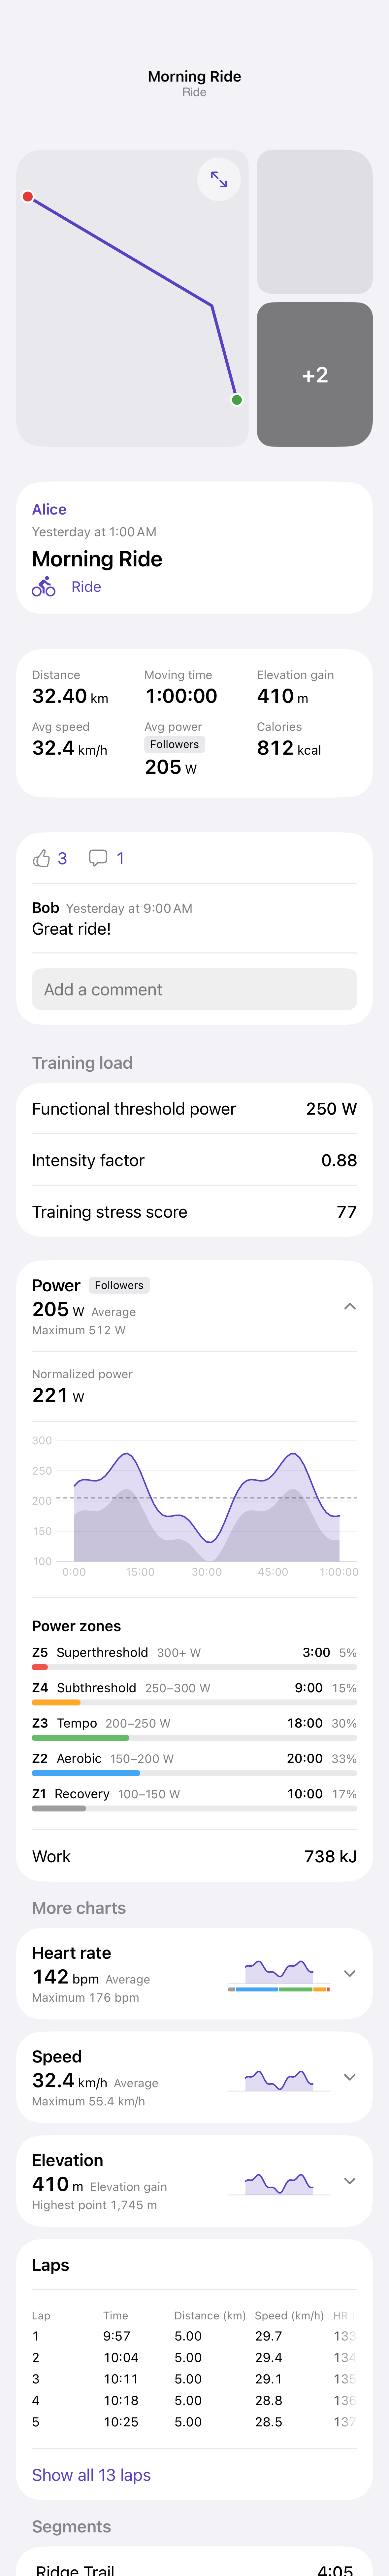 Morning Ride
Ride
+2
Alice
Yesterday at 1:00 AM
Morning Ride
Ride
Distance Moving time Elevation gain
32.40 km 1:00:00 410 m
Avg speed Avg power Calories
32.4 km/h Followers 812 kcal
205 W
3 1
Bob Yesterday at 9:00 AM
Great ride!
Add a comment
Training load
Functional threshold power 250 W
Intensity factor 0.88
Training stress score 77
Power Followers
205 W Average
Maximum 512 W
Normalized power
221 W
300
250
200
150
100
0:00 15:00 30:00 45:00 1:00:00
Power zones
Z5 Superthreshold 300+ W 3:00 5%
Z4 Subthreshold 250–300 W 9:00 15%
Z3 Tempo 200–250 W 18:00 30%
Z2 Aerobic 150–200 W 20:00 33%
Z1 Recovery 100–150 W 10:00 17%
Work 738 kJ
More charts
Heart rate
142 bpm Average
Maximum 176 bpm
Speed
32.4 km/h Average
Maximum 55.4 km/h
Elevation
410 m Elevation gain
Highest point 1,745 m
Laps
Lap Time Distance (km) Speed (km/h) HR
1 9:57 5.00 29.7 133
2 10:04 5.00 29.4 134
3 10:11 5.00 29.1 135
4 10:18 5.00 28.8 136
5 10:25 5.00 28.5 137
Show all 13 laps
Segments
Ridge Trail 4:05